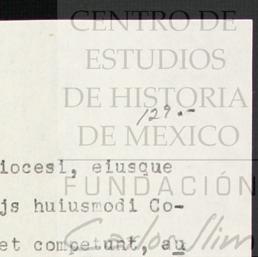 CENTRO DE
ESTUDIOS
DE HISTORIA
129.-
DE MEXICO
iocesi, eiusque
FUNDACIÓN
js huiusmodi Co-
Carlos Slim
et competunt, au